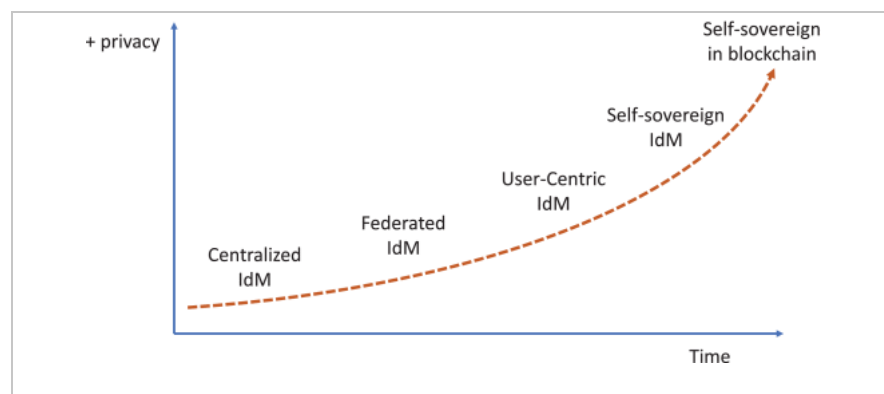 + privacy
Self-sovereign
in blockchain
Self-sovereign
IdM
User-Centric
IdM
Federated
IdM
Centralized
IdM
Time